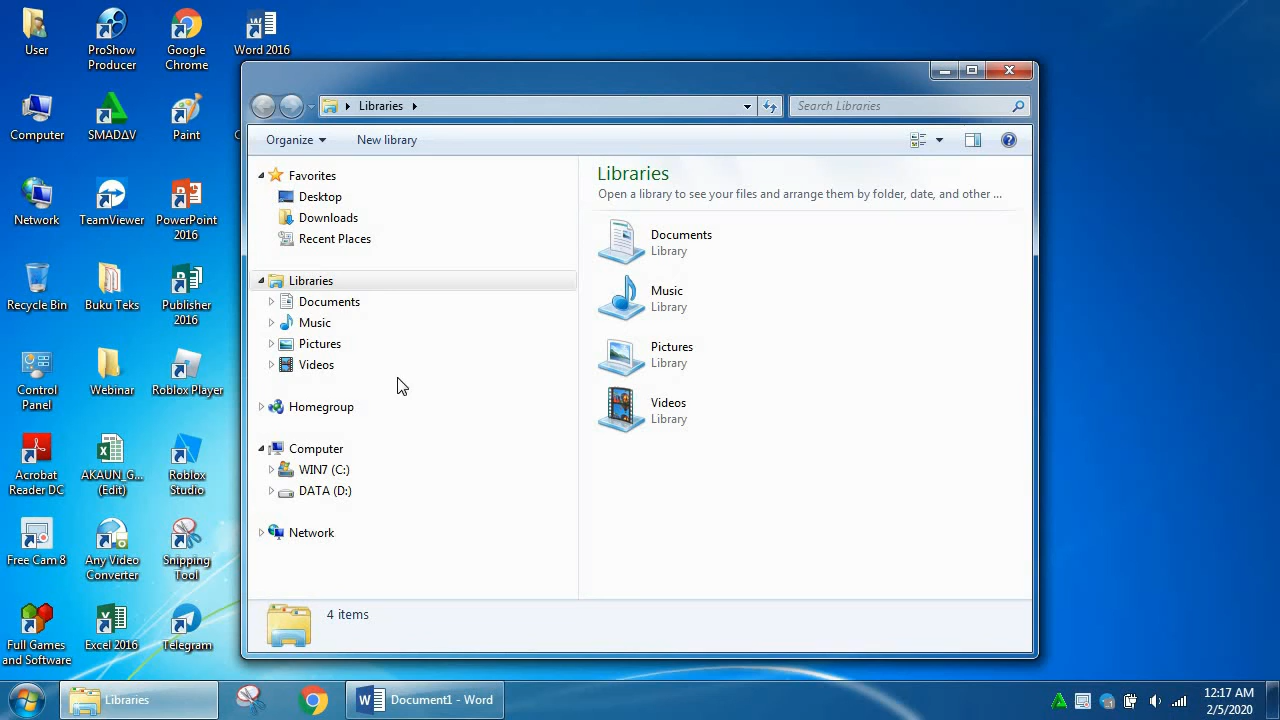 User
ProShow
Producer
Google
Chrome
Word 2016
Computer
SMADΔV
Paint
Network
TeamViewer
PowerPoint
2016
Recycle Bin
Buku Teks
Publisher
2016
Control
Panel
Webinar
Roblox Player
Acrobat
Reader DC
AKAUN_G...
(Edit)
Roblox
Studio
Free Cam 8
Any Video
Converter
Snipping
Tool
Full Games
and Software
Excel 2016
Telegram
Libraries
Search Libraries
Organize
New library
Favorites
Desktop
Downloads
Recent Places
Libraries
Documents
Music
Pictures
Videos
Homegroup
Computer
WIN7 (C:)
DATA (D:)
Network
Libraries
Open a library to see your files and arrange them by folder, date, and other ...
Documents
Library
Music
Library
Pictures
Library
Videos
Library
4 items
Libraries
Document1 - Word
12:17 AM
2/5/2020